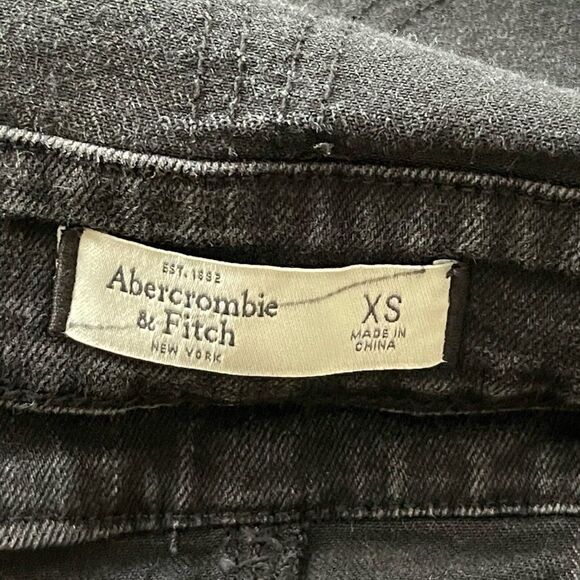 EST. 1892
Abercrombie
& Fitch
NEW YORK
XS
MADE IN
CHINA